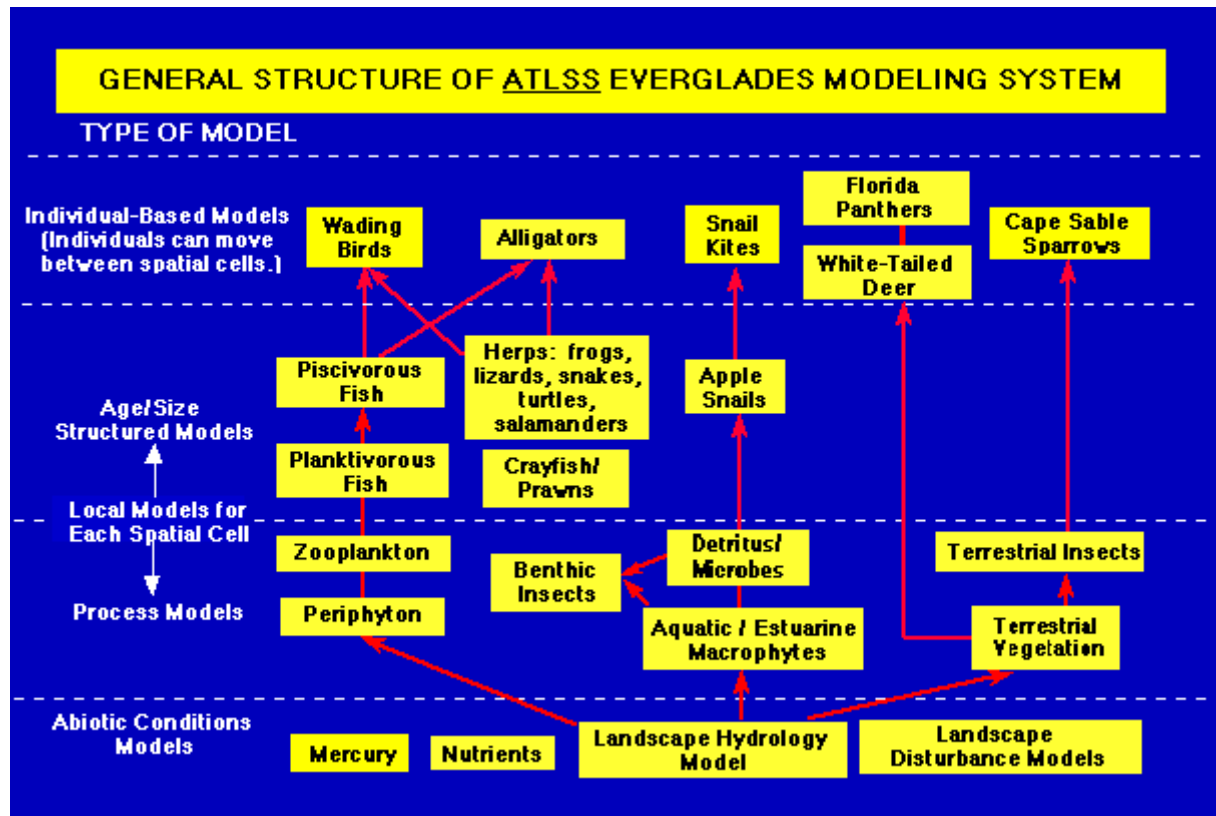 GENERAL STRUCTURE OF ATLSS EVERGLADES MODELING SYSTEM
TYPE OF MODEL
Individual-Based Models
(Individuals can move
between spatial cells.)
Wading
Birds
Alligators
Snail
Kites
Florida
Panthers
White-Tailed
Deer
Cape Sable
Sparrows
Age/Size
Structured Models
Piscivorous
Fish
Herps: frogs,
lizards, snakes,
turtles,
salamanders
Apple
Snails
Planktivorous
Fish
Crayfish/
Prawns
Local Models for
Each Spatial Cell
Process Models
Zooplankton
Benthic
Insects
Detritus/
Microbes
Terrestrial Insects
Periphyton
Aquatic / Estuarine
Macrophytes
Terrestrial
Vegetation
Abiotic Conditions
Models
Mercury
Nutrients
Landscape Hydrology
Model
Landscape
Disturbance Models